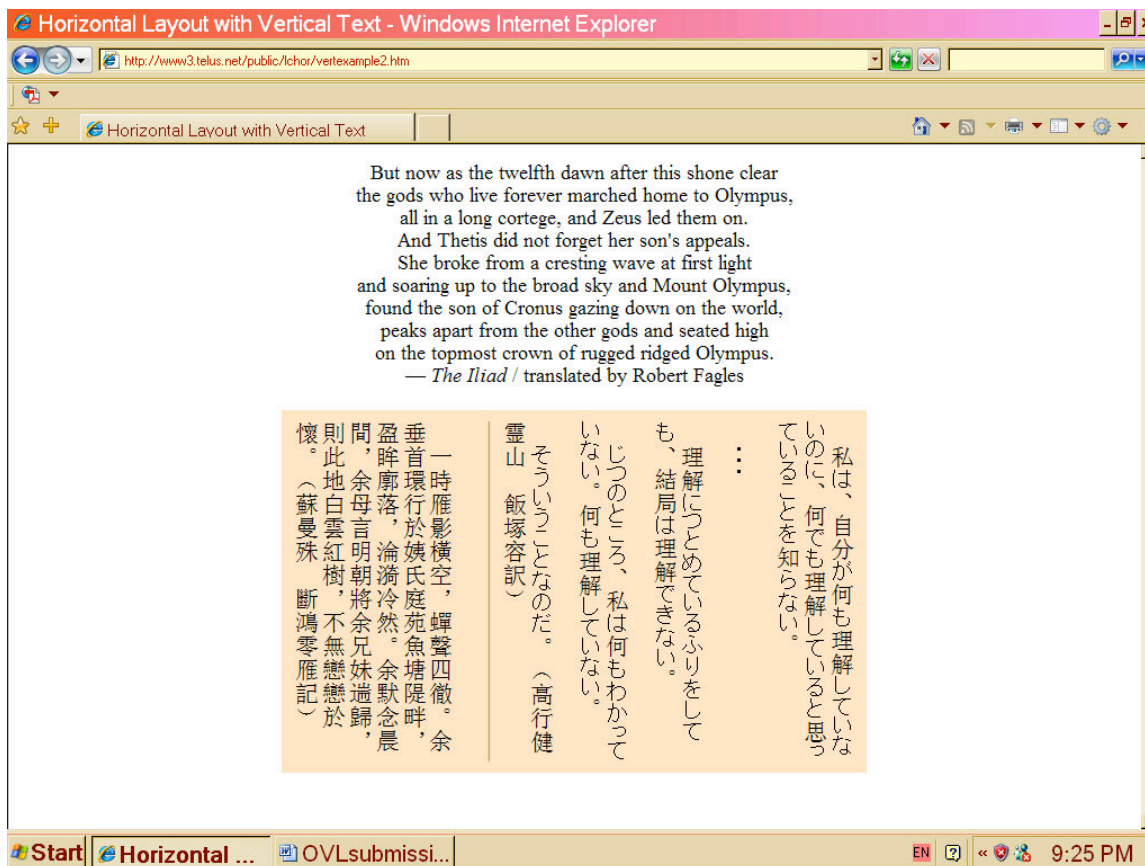 Horizontal Layout with Vertical Text - Windows Internet Explorer
http://www3.telus.net/public/lchor/vertexample2.htm
Horizontal Layout with Vertical Text
But now as the twelfth dawn after this shone clear
the gods who live forever marched home to Olympus,
all in a long cortege, and Zeus led them on.
And Thetis did not forget her son's appeals.
She broke from a cresting wave at first light
and soaring up to the broad sky and Mount Olympus,
found the son of Cronus gazing down on the world,
peaks apart from the other gods and seated high
on the topmost crown of rugged ridged Olympus.
— The Iliad / translated by Robert Fagles
私は、自分が何も理解していな
いのに、何でも理解していると思っ
ていることを知らない。
…
理解につとめているふりをして
も、結局は理解できない。
じつのところ、私は何もわかって
いない。何も理解していない。
そういうことなのだ。（高行健
靈山　飯塚容訳）
一時雁影橫空，蟬聲四徹。余
垂首環行於姨氏庭苑魚塘隄畔，
盈眸廓落，淪漪冷然。余默念晨
間，余母言明朝將余兄妹遄歸，
則此地白雲紅樹，不無戀戀於
懷。（蘇曼殊　斷鴻零雁記）
Start
Horizontal ...
OVLsubmissi...
EN
9:25 PM